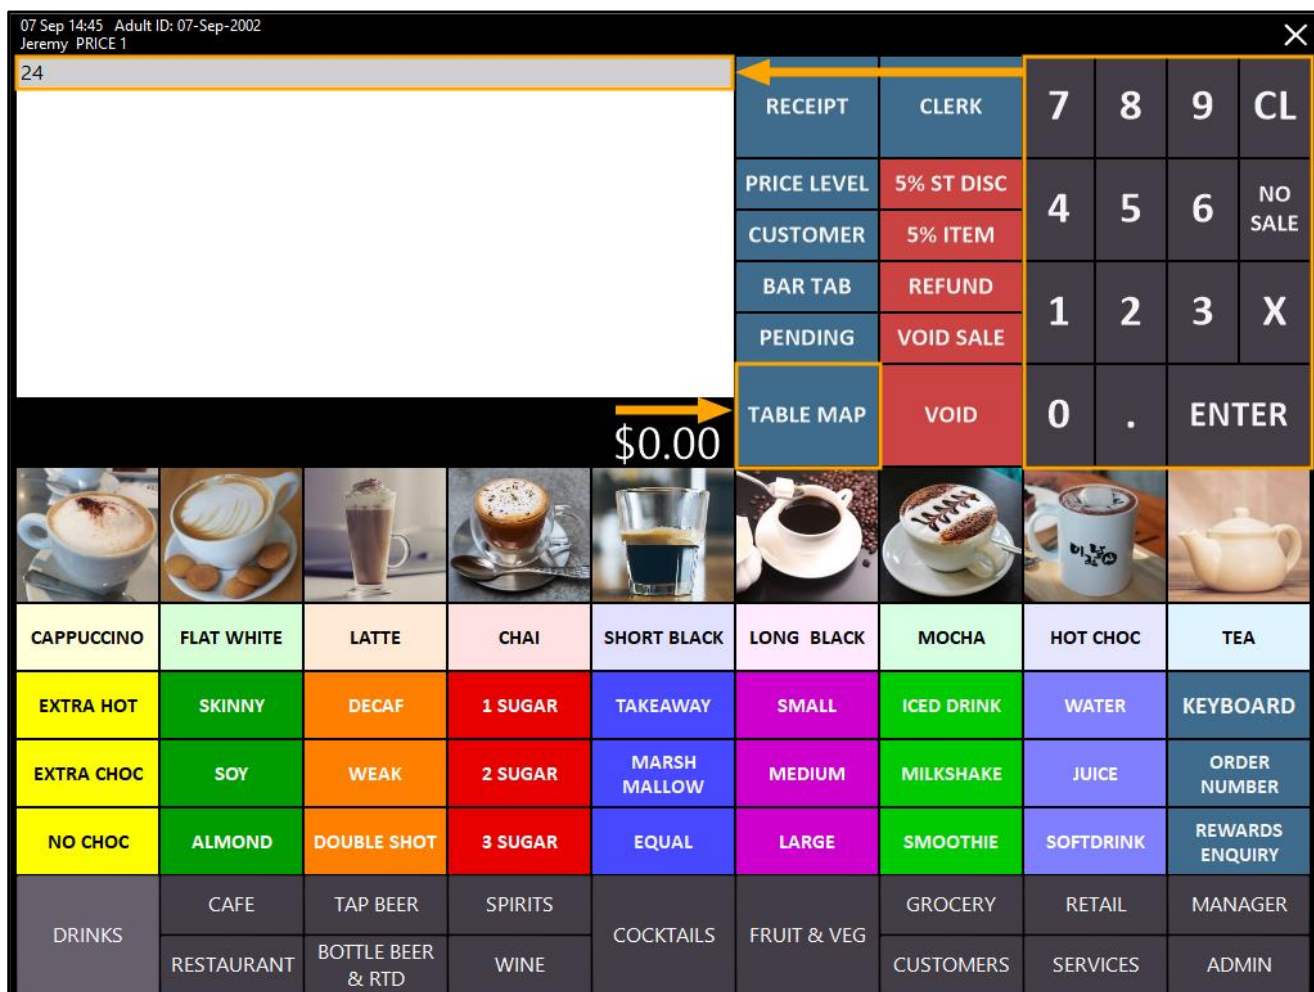 07 Sep 14:45 Adult ID: 07-Sep-2002
Jeremy PRICE 1
24
RECEIPT CLERK 7 8 9 CL
PRICE LEVEL 5% ST DISC
4 5 6 NO SALE
CUSTOMER 5% ITEM
BAR TAB REFUND
1 2 3 X
PENDING VOID SALE
TABLE MAP VOID 0 . ENTER
$0.00
CAPPUCCINO FLAT WHITE LATTE CHAI SHORT BLACK LONG BLACK MOCHA HOT CHOC TEA
EXTRA HOT SKINNY DECAF 1 SUGAR TAKEAWAY SMALL ICED DRINK WATER KEYBOARD
EXTRA CHOC SOY WEAK 2 SUGAR MARSH MALLOW MEDIUM MILKSHAKE JUICE ORDER NUMBER
NO CHOC ALMOND DOUBLE SHOT 3 SUGAR EQUAL LARGE SMOOTHIE SOFTDRINK REWARDS ENQUIRY
DRINKS CAFE TAP BEER SPIRITS COCKTAILS FRUIT & VEG GROCERY RETAIL MANAGER
RESTAURANT BOTTLE BEER & RTD WINE CUSTOMERS SERVICES ADMIN